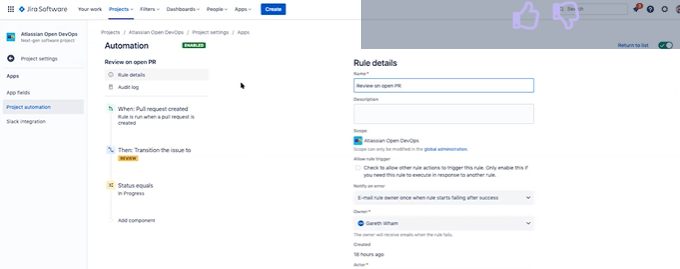 Jira Software Projects Filters Dashboards People Apps Create Search
Atlassian Open DevOps
Next-gen software project
Project settings
Apps
App fields
Project automation
Slack integration
Projects / Atlassian Open DevOps / Project settings / Apps
Automation ENABLED
Return to list
Review on open PR
Rule details
Audit log
When: Pull request created
Rule is run when a pull request is
created
Then: Transition the issue to
REVIEW
Status equals
In Progress
Add component
Rule details
Name*
Review on open PR
Description
Scope
Atlassian Open DevOps
Scope can only be modified in the global administration.
Allow rule trigger
Check to allow other rule actions to trigger this rule. Only enable this if
you need this rule to execute in response to another rule.
Notify on error
E-mail rule owner once when rule starts failing after success
Owner*
Gareth Wham
The owner will receive emails when the rule fails.
Created
18 hours ago
Actor*